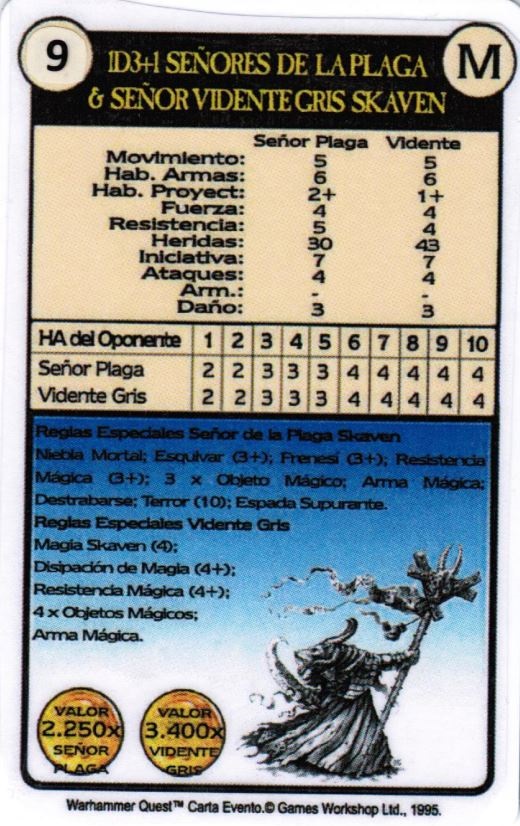 9
1D3+1 SEÑORES DE LA PLAGA
& SEÑOR VIDENTE GRIS SKAVEN
M
Señor Plaga Vidente
Movimiento: 5 5
Hab. Armas: 6 6
Hab. Proyect: 2+ 1+
Fuerza: 4 4
Resistencia: 5 4
Heridas: 30 43
Iniciativa: 7 7
Ataques: 4 4
Arm.: - -
Daño: 3 3
HA del Oponente 1 2 3 4 5 6 7 8 9 10
Señor Plaga 2 2 3 3 3 4 4 4 4 4
Vidente Gris 2 2 3 3 3 4 4 4 4 4
Reglas Especiales Señor de la Plaga Skaven
Niebla Mortal; Esquivar (3+); Frenesí (3+); Resistencia
Mágica (3+); 3 x Objeto Mágico; Arma Mágica;
Destrabarse; Terror (10); Espada Supurante.
Reglas Especiales Vidente Gris
Magia Skaven (4);
Disipación de Magia (4+);
Resistencia Mágica (4+);
4 x Objetos Mágicos;
Arma Mágica.
VALOR
2.250x
SEÑOR
PLAGA
VALOR
3.400x
VIDENTE
GRIS
Warhammer Quest™ Carta Evento.© Games Workshop Ltd., 1995.